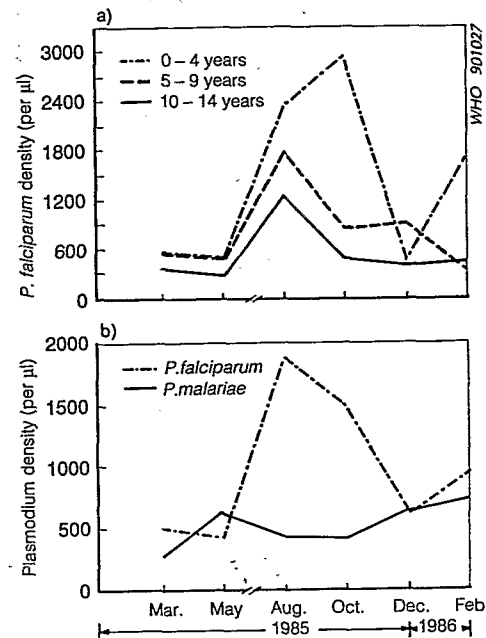 a)
3000
2400
1800
1200
600
0
P. falciparum density (per µl)
0 – 4 years
5 – 9 years
10 – 14 years
WHO 901027
b)
2000
1500
1000
500
0
Plasmodium density (per µl)
P.falciparum
P.malariae
Mar. May Aug. Oct. Dec. Feb
1985 1986